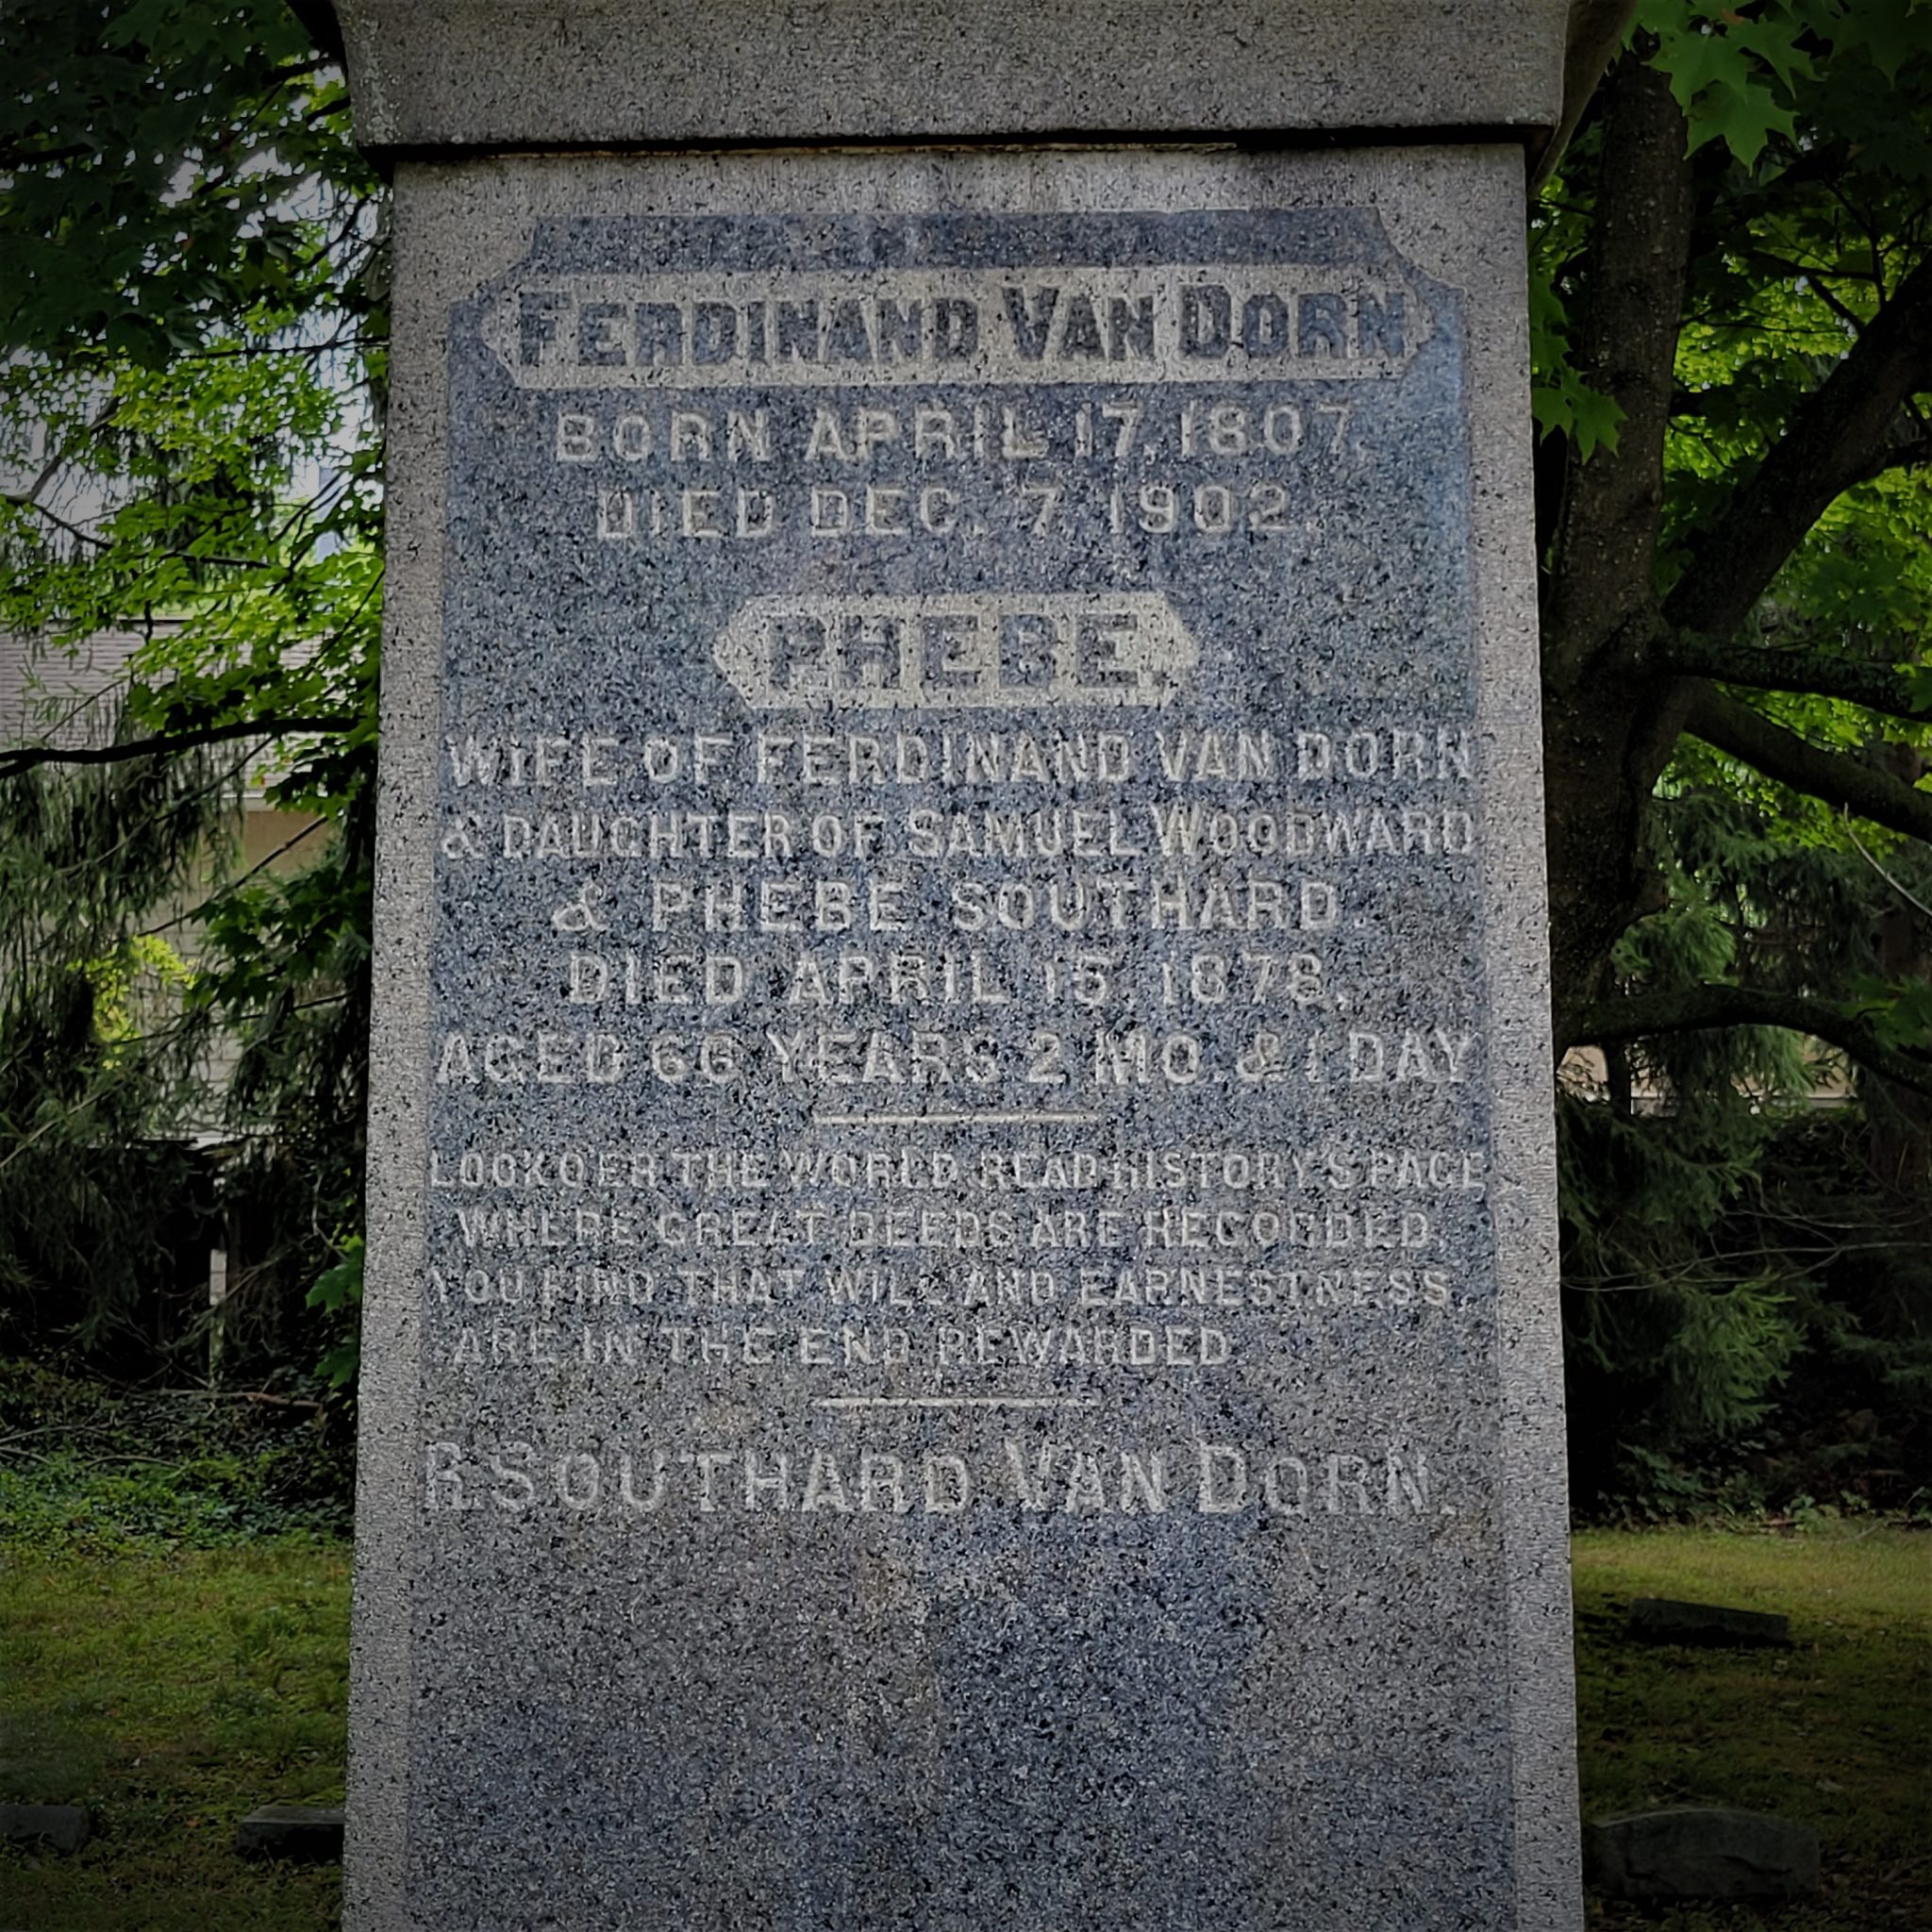 FERDINAND VAN DORN
BORN APRIL 17, 1807.
DIED DEC. 7, 1902.
PHEBE.
WIFE OF FERDINAND VAN DORN
& DAUGHTER OF SAMUEL WOODWARD
& PHEBE SOUTHARD.
DIED APRIL 15, 1878.
AGED 66 YEARS 2 MO. & 1 DAY
LOOK OER THE WORLD READ HISTORY'S PAGE
WHERE GREAT DEEDS ARE RECORDED,
YOU FIND THAT WILL AND EARNESTNESS,
ARE IN THE END REWARDED
R. SOUTHARD VAN DORN.